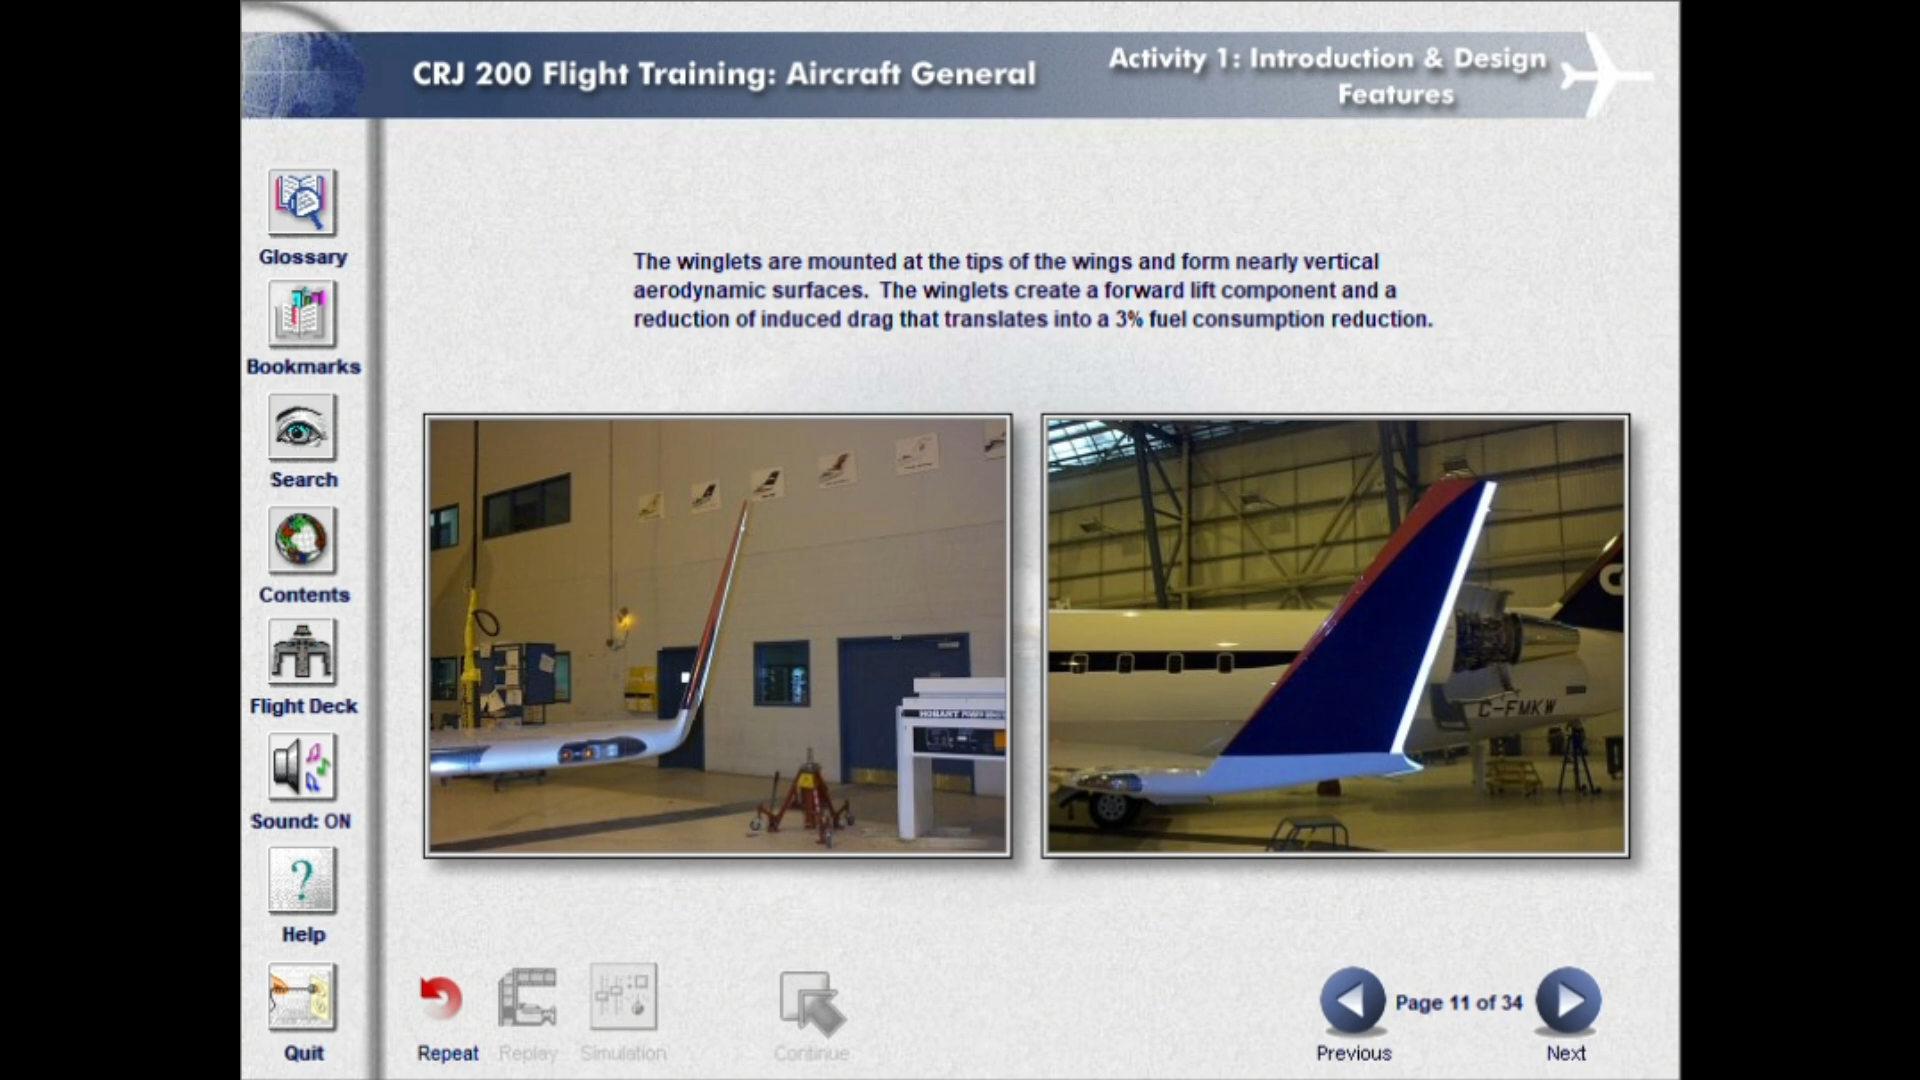 CRJ 200 Flight Training: Aircraft General
Activity 1: Introduction & Design
Features
Glossary
Bookmarks
Search
Contents
Flight Deck
Sound: ON
Help
Quit
The winglets are mounted at the tips of the wings and form nearly vertical
aerodynamic surfaces. The winglets create a forward lift component and a
reduction of induced drag that translates into a 3% fuel consumption reduction.
HOBART
C-FMKW
Repeat
Replay
Simulation
Continue
Previous
Page 11 of 34
Next